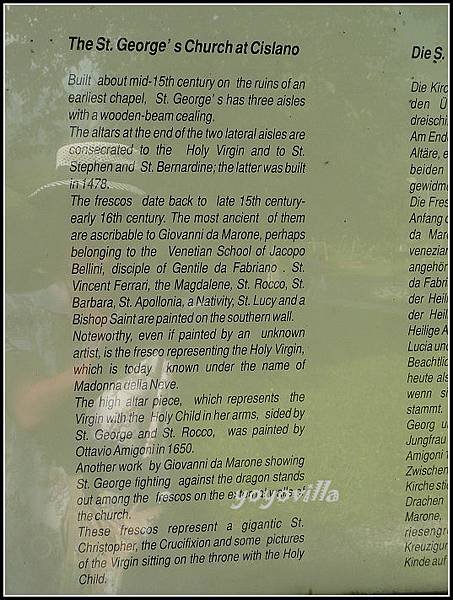 The St. George' s Church at Cislano
Built about mid-15th century on the ruins of an
earliest chapel, St. George' s has three aisles
with a wooden-beam cealing.
The altars at the end of the two lateral aisles are
consecrated to the Holy Virgin and to St.
Stephen and St. Bernardine; the latter was built
in 1478.
The frescos date back to late 15th century-
early 16th century. The most ancient of them
are ascribable to Giovanni da Marone, perhaps
belonging to the Venetian School of Jacopo
Bellini, disciple of Gentile da Fabriano . St.
Vincent Ferrari, the Magdalene, St. Rocco, St.
Barbara, St. Apollonia, a Nativity, St. Lucy and a
Bishop Saint are painted on the southern wall.
Noteworthy, even if painted by an unknown
artist, is the fresco representing the Holy Virgin,
which is today known under the name of
Madonna della Neve.
The high altar piece, which represents the
Virgin with the Holy Child in her arms, sided by
St. George and St. Rocco, was painted by
Ottavio Amigoni in 1650.
Another work by Giovanni da Marone showing
St. George fighting against the dragon stands
out among the frescos on the external walls of
the church.
These frescos represent a gigantic St.
Christopher, the Crucifixion and some pictures
of the Virgin sitting on the throne with the Holy
Child.
yoyovilla
Die S.
Die Kirc
den Ü
dreischi
Am End
Altäre, e
beiden
gewidm
Die Fres
Anfang d
da Mar
venezian
angehör
da Fabri
der Heil
der Heil
Heilige A
Lucia und
Beachtlic
heute als
wenn si
stammt.
Georg u
Jungfrau
Amigoni 1
Zwischen
Kirche stic
Drachen
Marone,
riesengr
Kreuzigun
Kinde auf